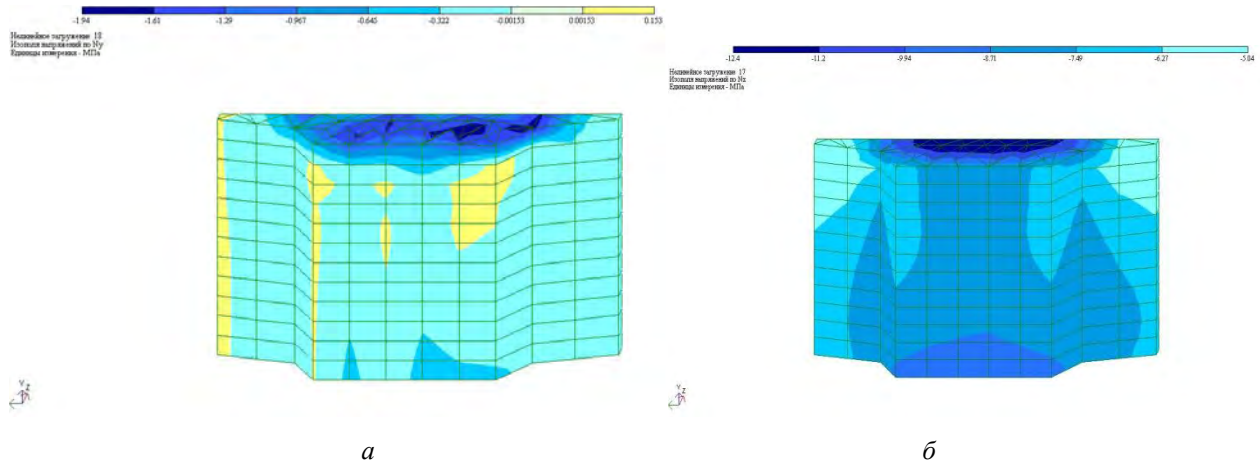 -1.94 -1.61 -1.29 -0.967 -0.645 -0.322 -0.00153 0.00153 0.153
Нелинейное загружение 18
Изополя напряжений по Ny
Единицы измерения - МПа
-12.4 -11.2 -9.94 -8.71 -7.49 -6.27 -5.04
Нелинейное загружение 17
Изополя напряжений по Nz
Единицы измерения - МПа
Y Z
Y Z
а
б